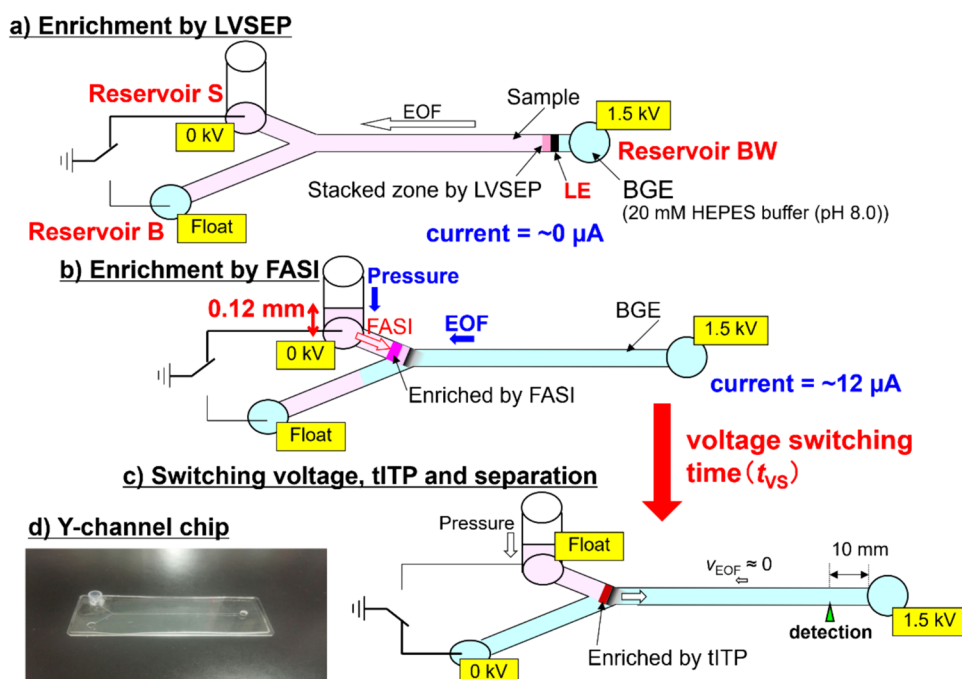 a) Enrichment by LVSEP
Reservoir S
0 kV
EOF
Sample
1.5 kV
Reservoir BW
Stacked zone by LVSEP
LE
BGE
(20 mM HEPES buffer (pH 8.0))
Reservoir B
Float
current = ~0 µA
b) Enrichment by FASI
Pressure
0.12 mm
FASI
EOF
BGE
1.5 kV
0 kV
Enriched by FASI
current = ~12 µA
Float
voltage switching
time (tVS)
c) Switching voltage, tITP and separation
d) Y-channel chip
Pressure
Float
vEOF ≈ 0
10 mm
detection
1.5 kV
Enriched by tITP
0 kV